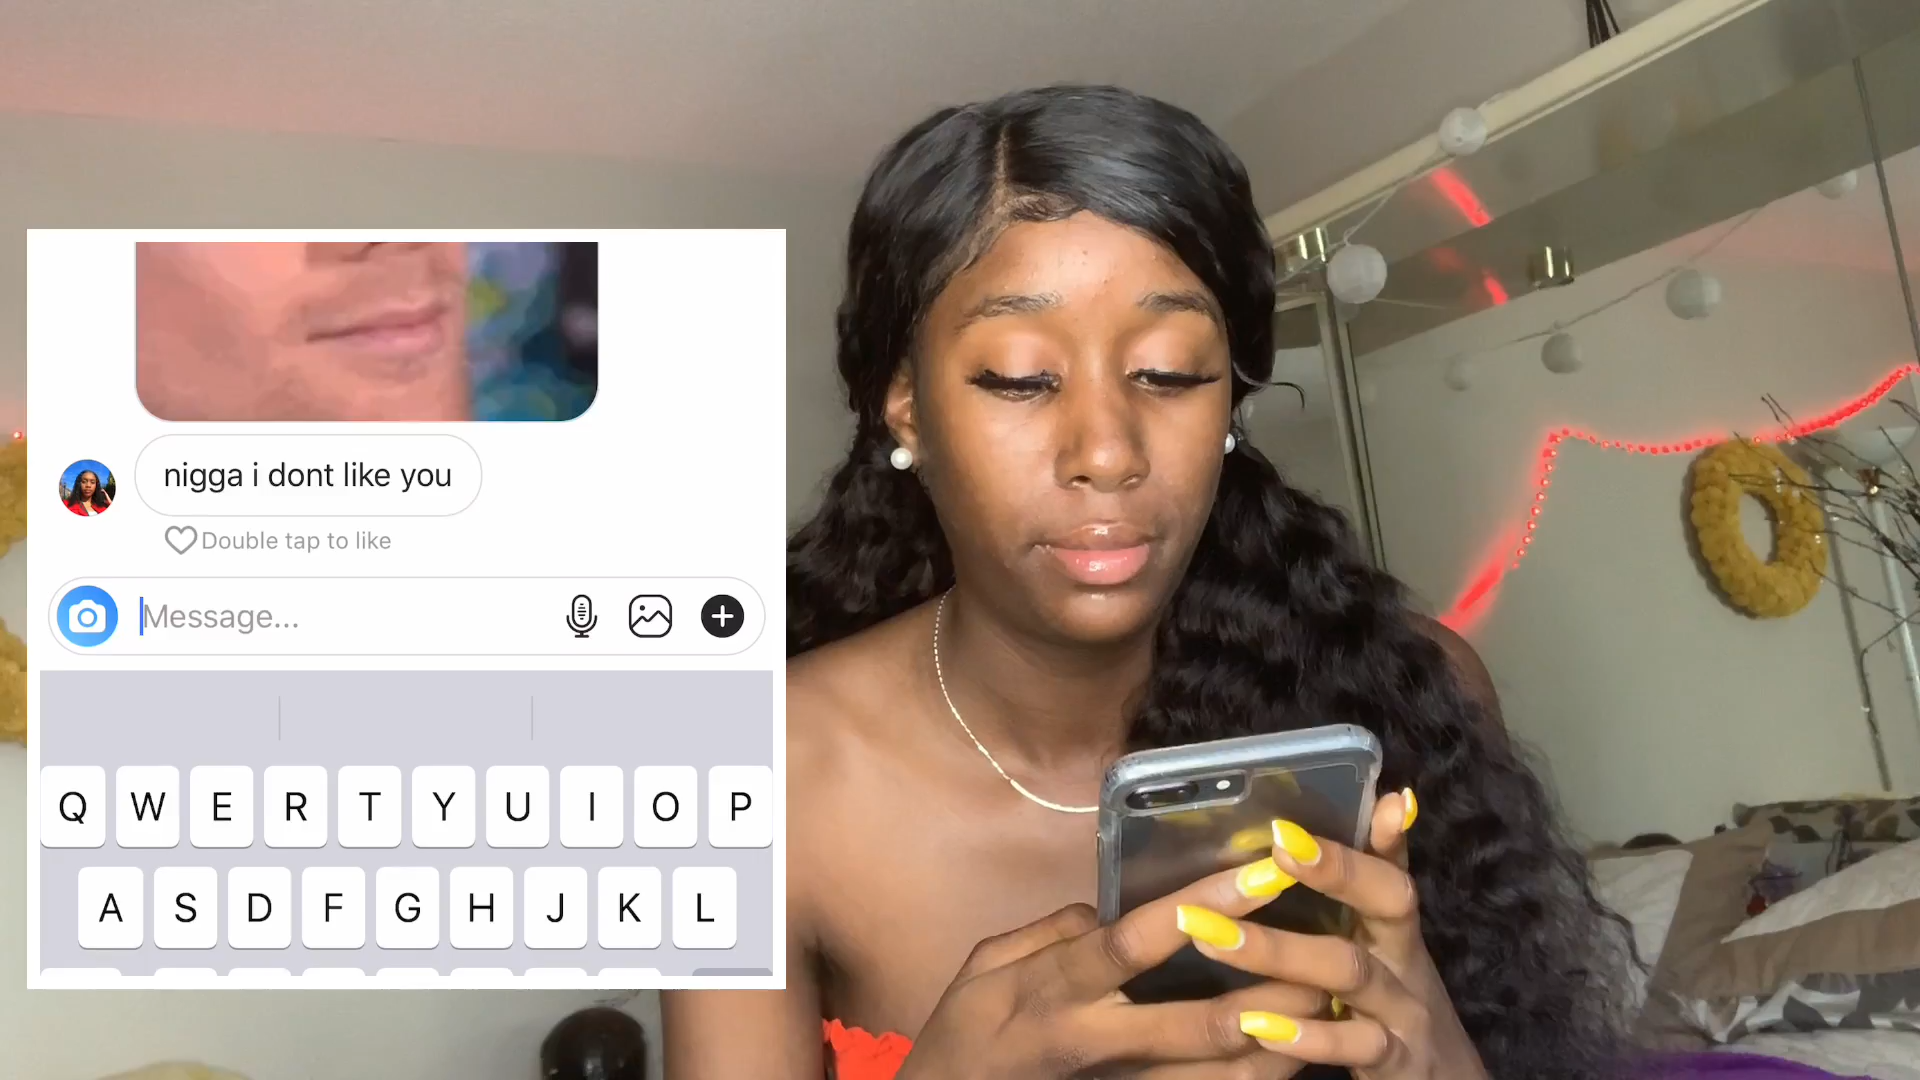 nigga i dont like you
Double tap to like
Message...
Q W E R T Y U I O P
A S D F G H J K L